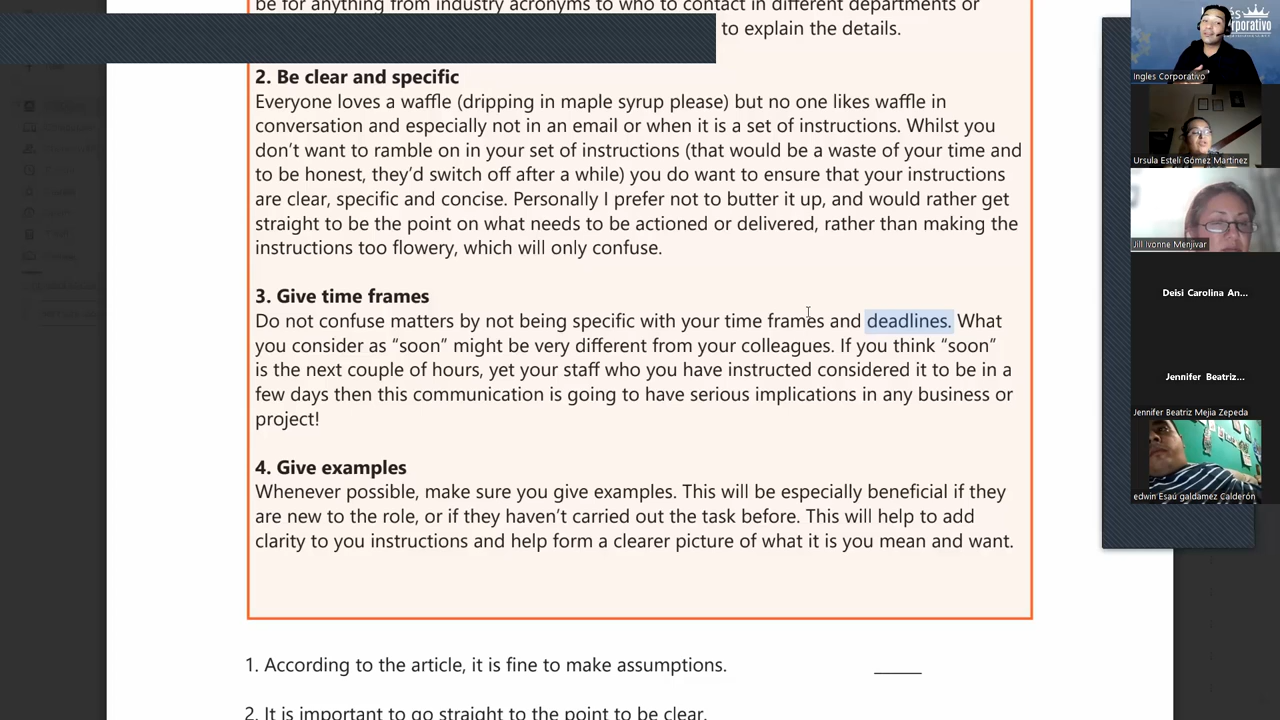 be for anything from industry acronyms to who to contact in different departments or
to explain the details.
2. Be clear and specific
Everyone loves a waffle (dripping in maple syrup please) but no one likes waffle in
conversation and especially not in an email or when it is a set of instructions. Whilst you
don't want to ramble on in your set of instructions (that would be a waste of your time and
to be honest, they'd switch off after a while) you do want to ensure that your instructions
are clear, specific and concise. Personally I prefer not to butter it up, and would rather get
straight to be the point on what needs to be actioned or delivered, rather than making the
instructions too flowery, which will only confuse.
3. Give time frames
Do not confuse matters by not being specific with your time frames and deadlines. What
you consider as “soon” might be very different from your colleagues. If you think “soon”
is the next couple of hours, yet your staff who you have instructed considered it to be in a
few days then this communication is going to have serious implications in any business or
project!
4. Give examples
Whenever possible, make sure you give examples. This will be especially beneficial if they
are new to the role, or if they haven't carried out the task before. This will help to add
clarity to you instructions and help form a clearer picture of what it is you mean and want.
1. According to the article, it is fine to make assumptions. _____
2. It is important to go straight to the point to be clear.
Ingles Corporativo
Ursula Estelí Gómez Martínez
Jill Ivonne Menjivar
Deisi Carolina An...
Jennifer Beatriz...
Jennifer Beatriz Mejia Zepeda
edwin Esaú galdamez Calderón